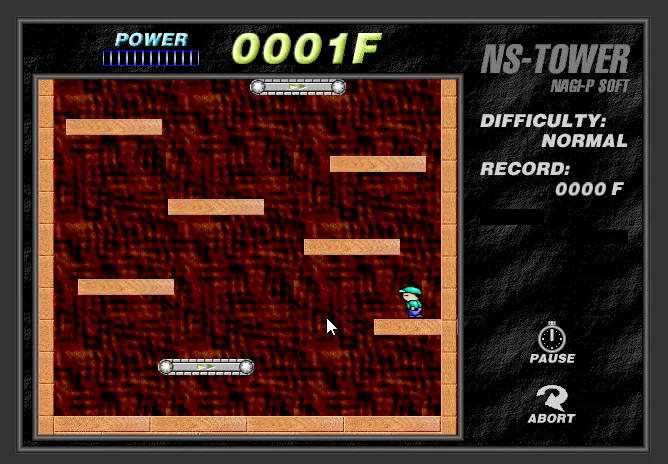 POWER
0001F
NS-TOWER
NAGI-P SOFT
DIFFICULTY:
NORMAL
RECORD:
0000 F
PAUSE
ABORT